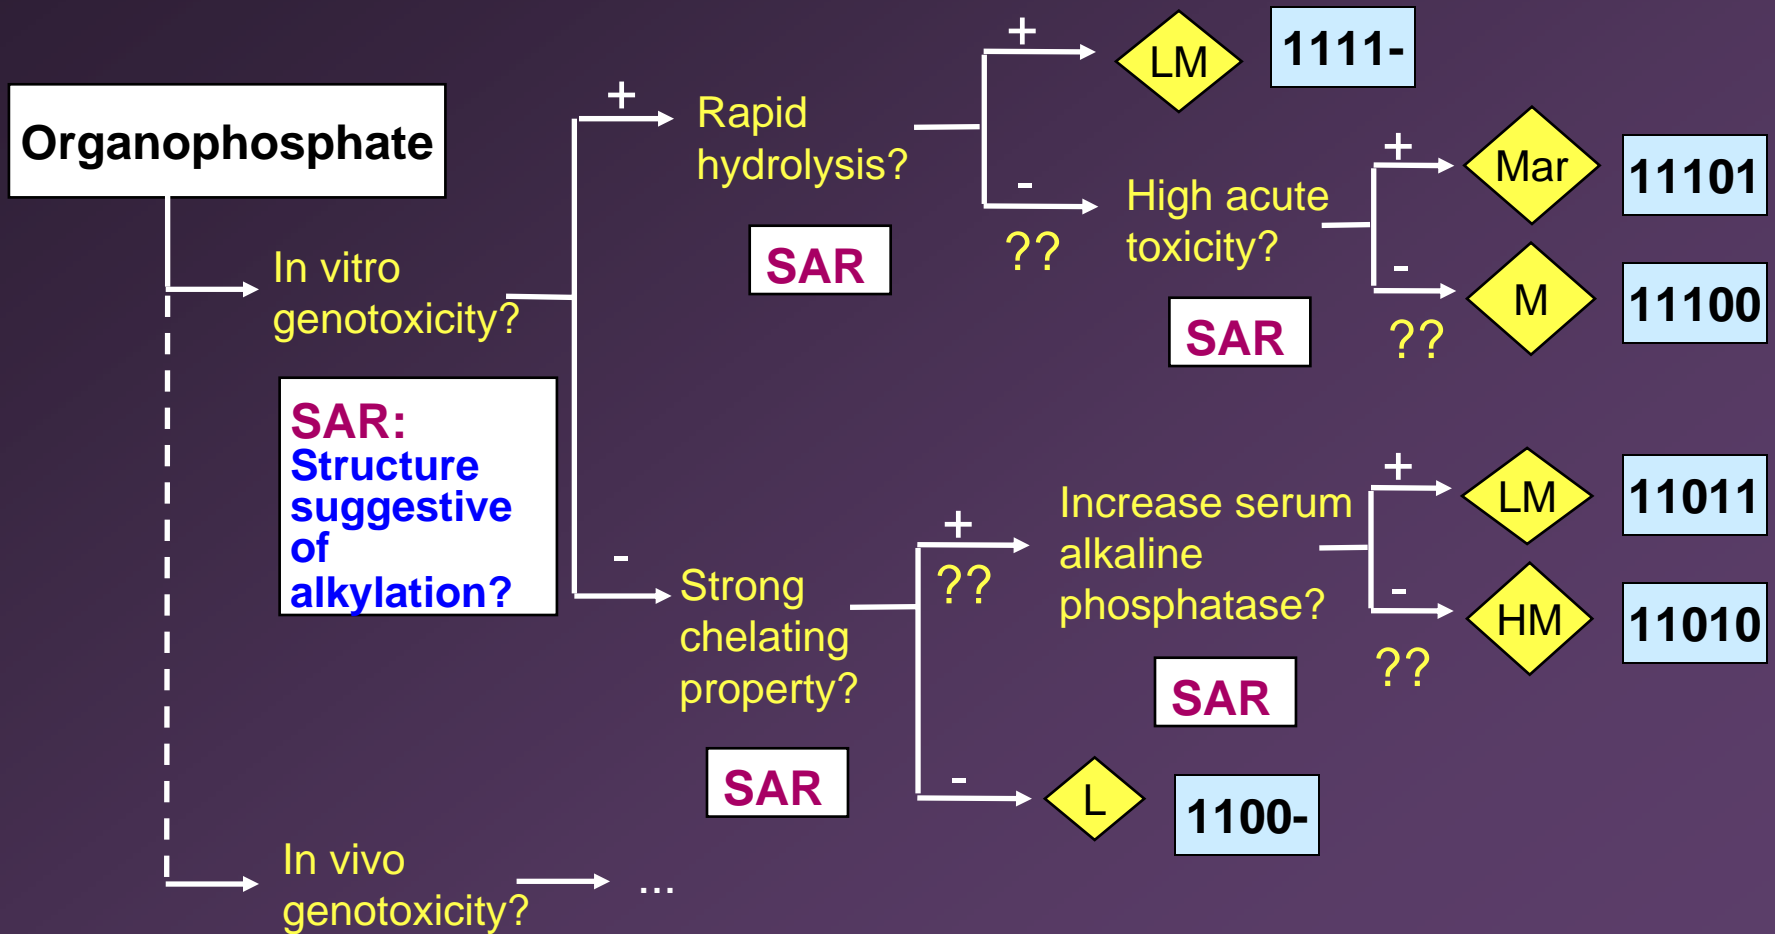 Organophosphate
In vitro
genotoxicity?
SAR:
Structure
suggestive
of
alkylation?
+
Rapid
hydrolysis?
SAR
+
LM
1111-
-
??
High acute
toxicity?
SAR
+
Mar
11101
-
??
M
11100
-
Strong
chelating
property?
SAR
+
??
Increase serum
alkaline
phosphatase?
SAR
+
LM
11011
-
??
HM
11010
-
L
1100-
In vivo
genotoxicity?
...